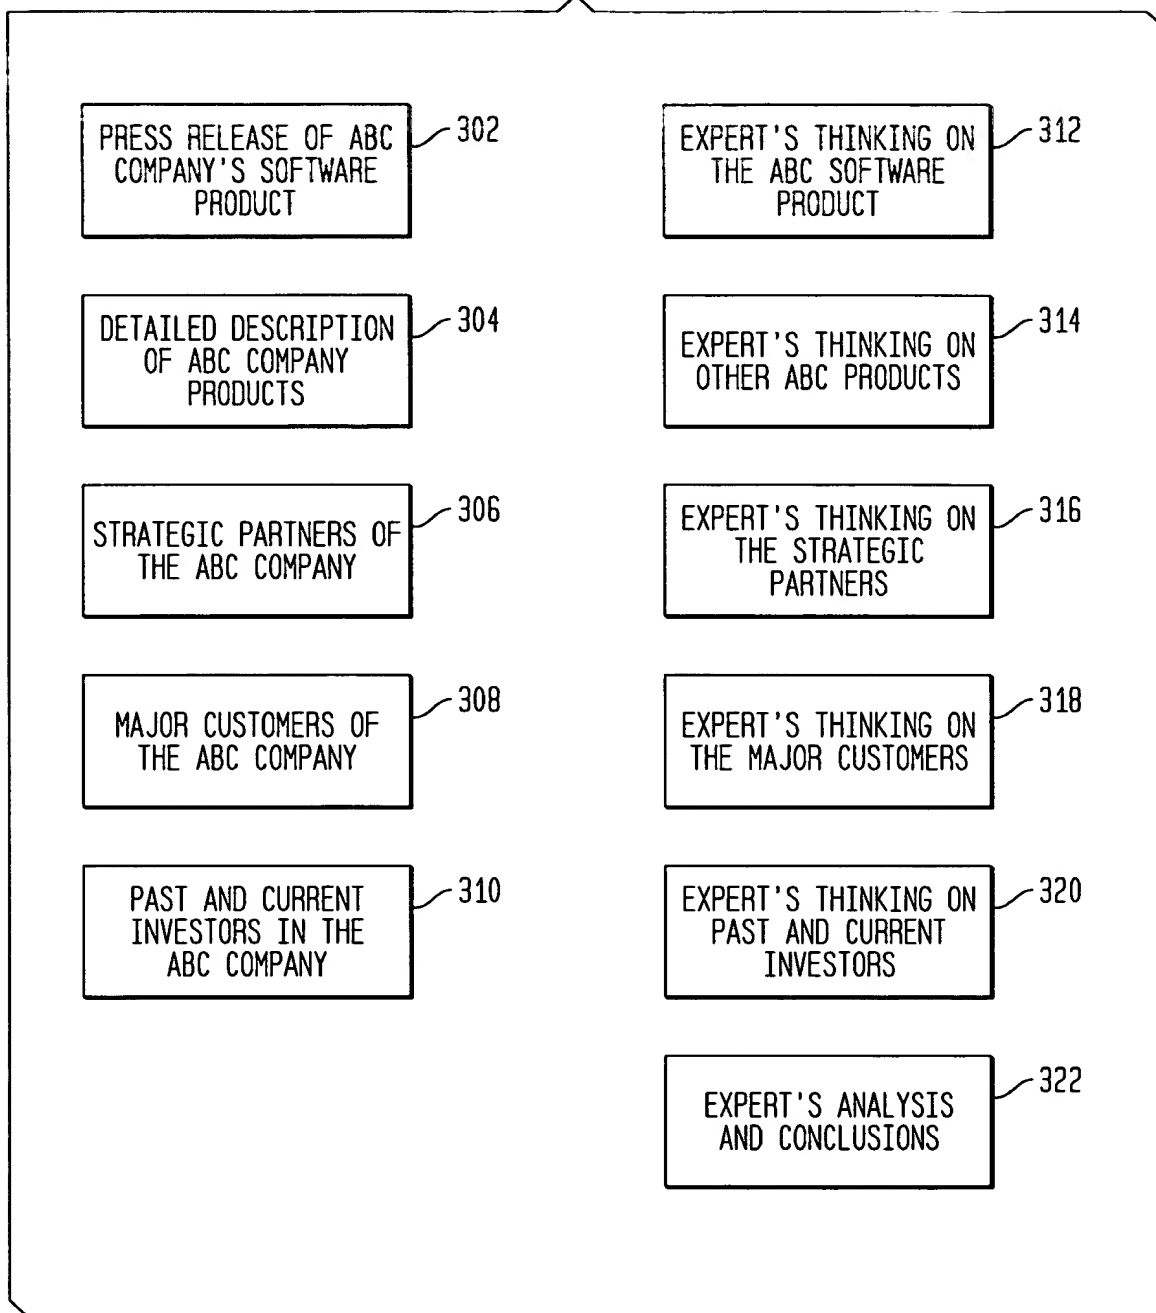 PRESS RELEASE OF ABC
COMPANY'S SOFTWARE
PRODUCT
302
DETAILED DESCRIPTION
OF ABC COMPANY
PRODUCTS
304
STRATEGIC PARTNERS OF
THE ABC COMPANY
306
MAJOR CUSTOMERS OF
THE ABC COMPANY
308
PAST AND CURRENT
INVESTORS IN THE
ABC COMPANY
310
EXPERT'S THINKING ON
THE ABC SOFTWARE
PRODUCT
312
EXPERT'S THINKING ON
OTHER ABC PRODUCTS
314
EXPERT'S THINKING ON
THE STRATEGIC
PARTNERS
316
EXPERT'S THINKING ON
THE MAJOR CUSTOMERS
318
EXPERT'S THINKING ON
PAST AND CURRENT
INVESTORS
320
EXPERT'S ANALYSIS
AND CONCLUSIONS
322